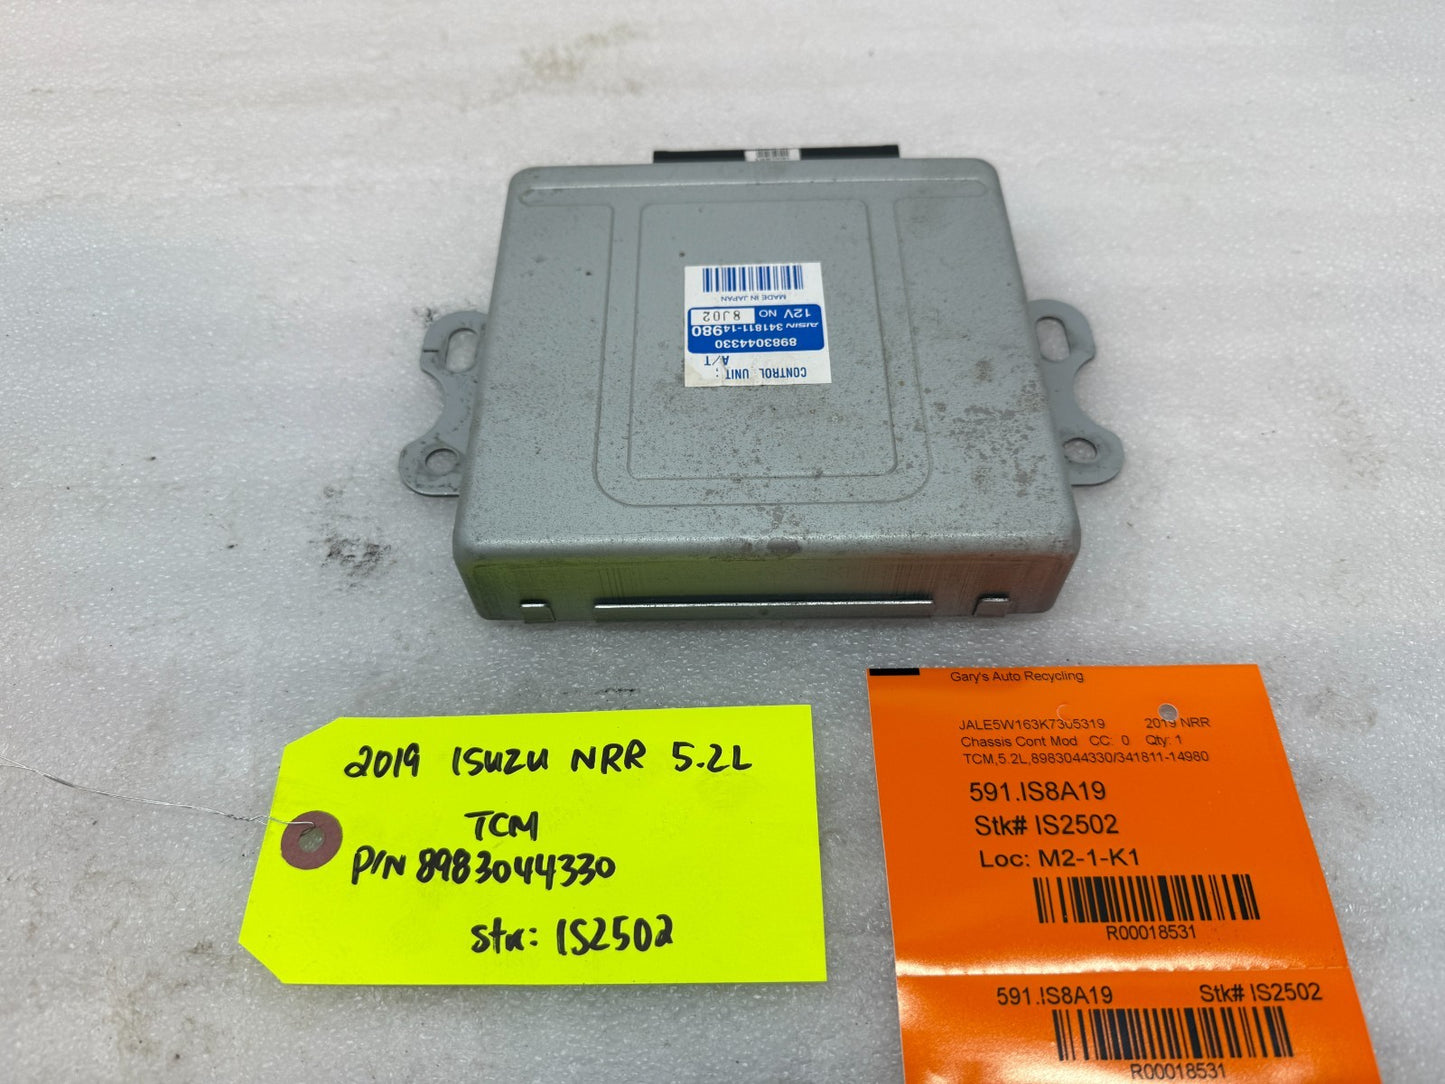 CONTROL UNIT;
A/T
8983044330
AISIN 341811-14980
12V NO 8J02
MADE IN JAPAN
2019 ISUZU NRR 5.2L
TCM
P/N 8983044330
stk: IS2502
Gary's Auto Recycling
JALE5W163K7305319 2019 NRR
Chassis Cont Mod CC: 0 Qty: 1
TCM,5.2L,8983044330/341811-14980
591.IS8A19
Stk# IS2502
Loc: M2-1-K1
R00018531
591.IS8A19 Stk# IS2502
R00018531